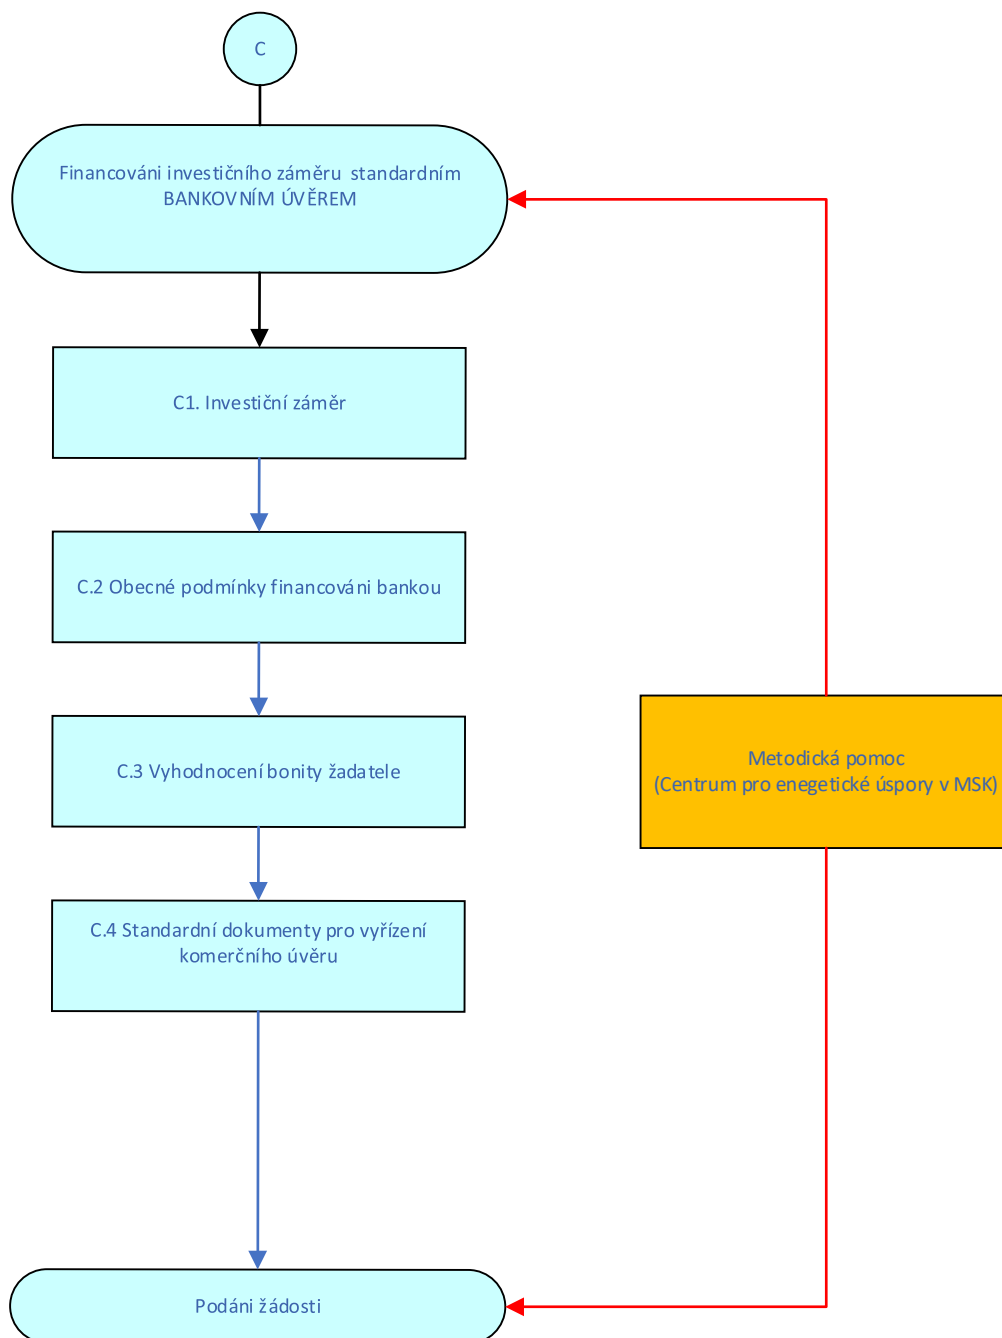 C
Financováni investičního záměru standardním
BANKOVNÍM ÚVĚREM
C1. Investiční záměr
C.2 Obecné podmínky financováni bankou
C.3 Vyhodnocení bonity žadatele
Metodická pomoc
(Centrum pro enegetické úspory v MSK)
C.4 Standardní dokumenty pro vyřízení
komerčního úvěru
Podáni žádosti